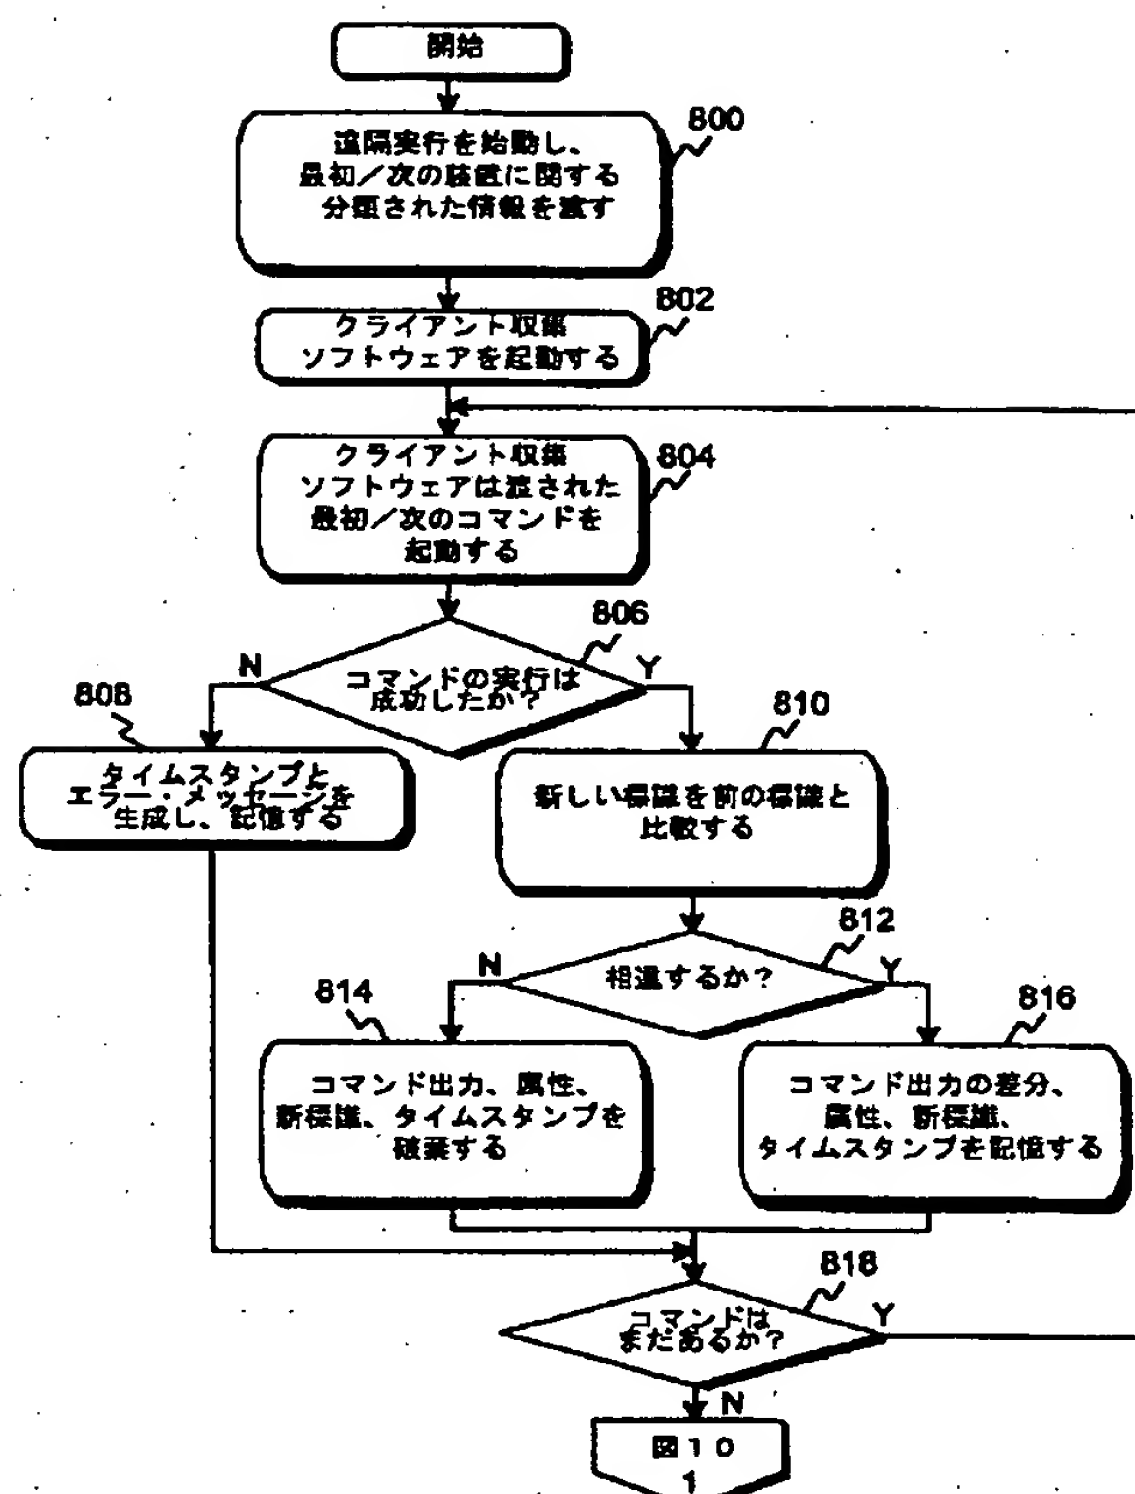 開始
800
遠隔実行を始動し、
最初／次の装置に関する
分類された情報を渡す
802
クライアント収集
ソフトウェアを起動する
804
クライアント収集
ソフトウェアは渡された
最初／次のコマンドを
起動する
806
N
Y
コマンドの実行は
成功したか？
808
タイムスタンプと
エラー・メッセージを
生成し、記憶する
810
新しい標識を前の標識と
比較する
812
N
Y
相違するか？
814
コマンド出力、属性、
新標識、タイムスタンプを
破棄する
816
コマンド出力の差分、
属性、新標識、
タイムスタンプを記憶する
818
Y
コマンドは
まだあるか？
N
図１０
1